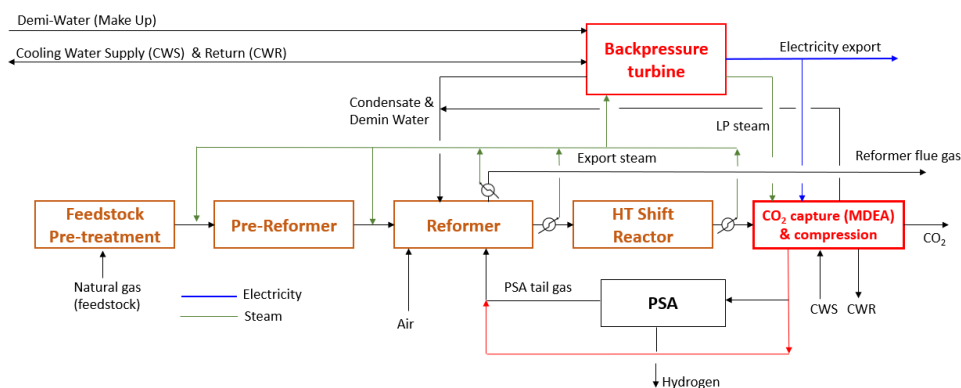 Demi-Water (Make Up)
Cooling Water Supply (CWS)  & Return (CWR)
Backpressure
turbine
Electricity export
Condensate &
Demin Water
LP steam
Export steam
Reformer flue gas
Feedstock
Pre-treatment
Pre-Reformer
Reformer
HT Shift
Reactor
CO₂ capture (MDEA)
& compression
CO₂
Natural gas
(feedstock)
Electricity
Steam
Air
PSA tail gas
PSA
CWS
CWR
Hydrogen